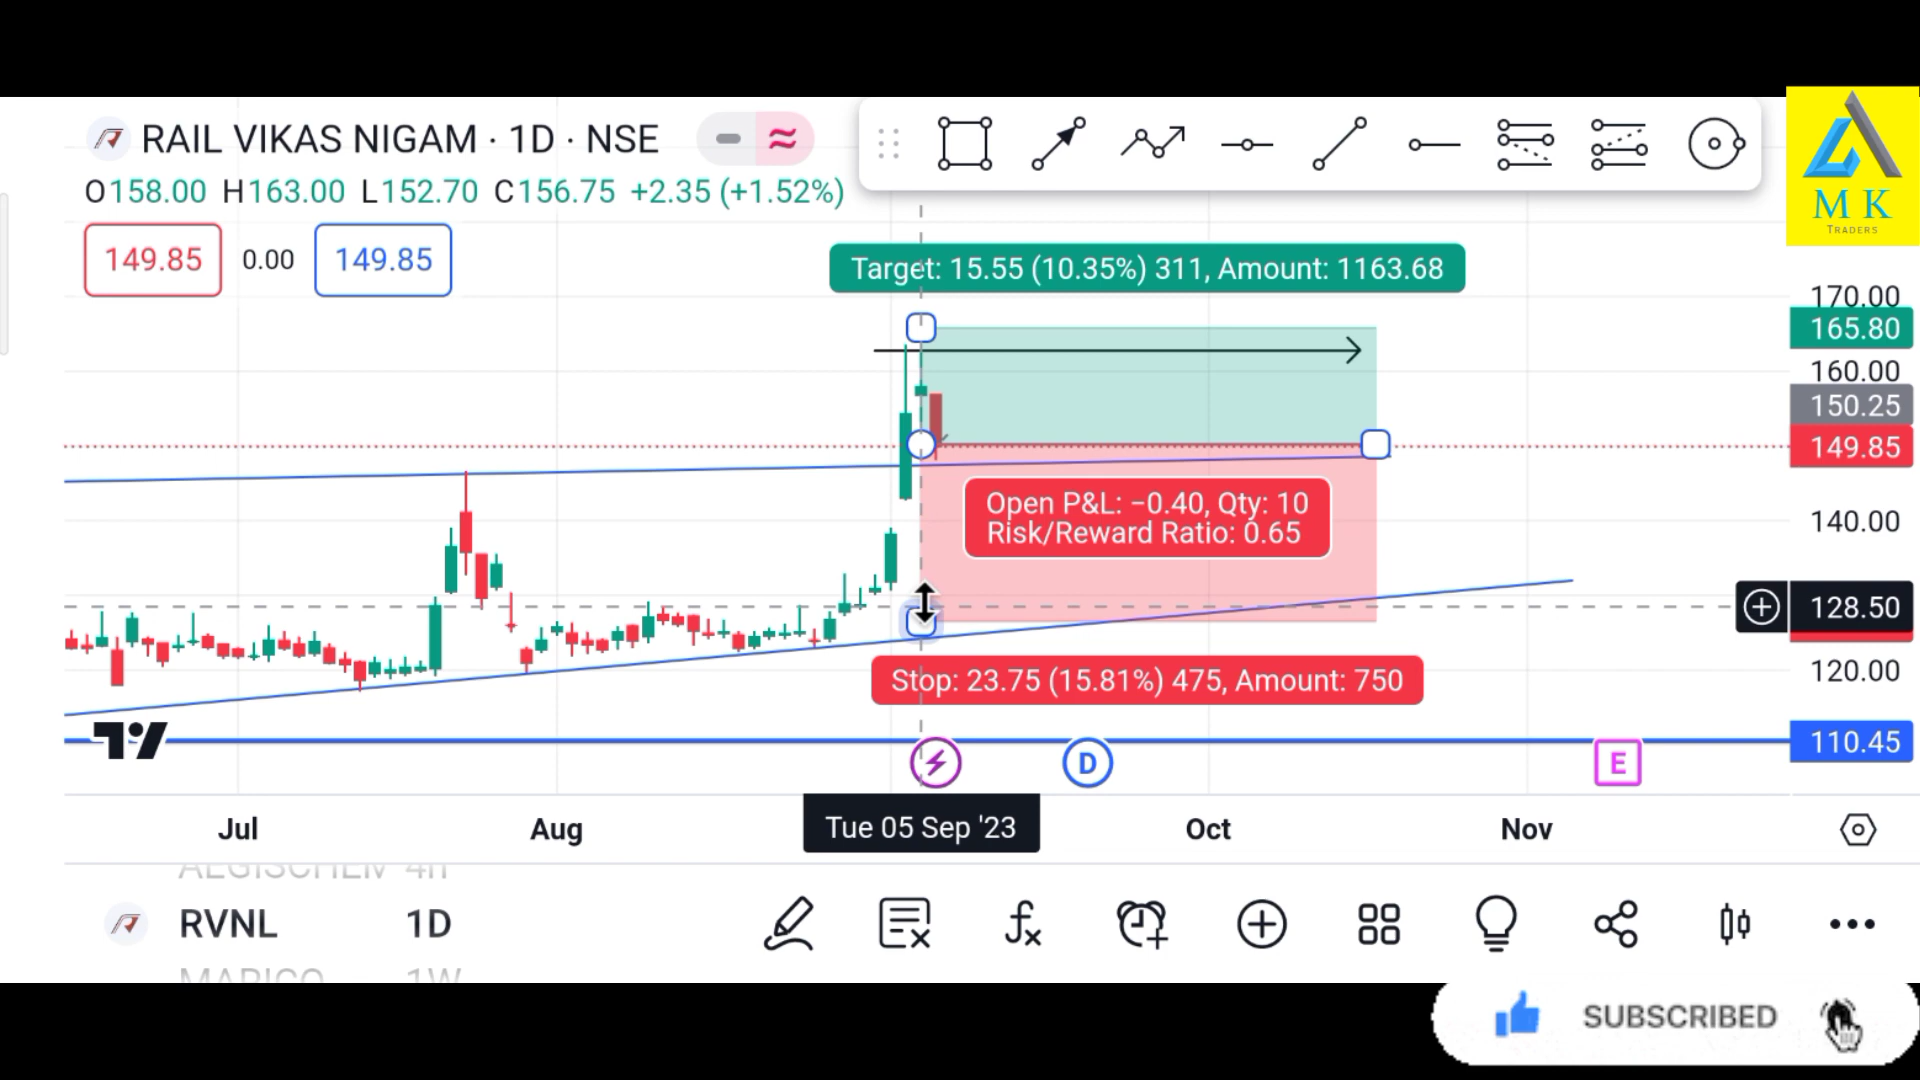 RAIL VIKAS NIGAM · 1D · NSE
O158.00 H163.00 L152.70 C156.75 +2.35 (+1.52%)
149.85 0.00 149.85
M K
TRADERS
Target: 15.55 (10.35%) 311, Amount: 1163.68
170.00
165.80
160.00
150.25
149.85
Open P&L: −0.40, Qty: 10
Risk/Reward Ratio: 0.65
140.00
128.50
120.00
Stop: 23.75 (15.81%) 475, Amount: 750
110.45
D
E
Jul Aug Tue 05 Sep '23 Oct Nov
AEGISCHEM 4H
RVNL 1D
MARICO 1W
SUBSCRIBED